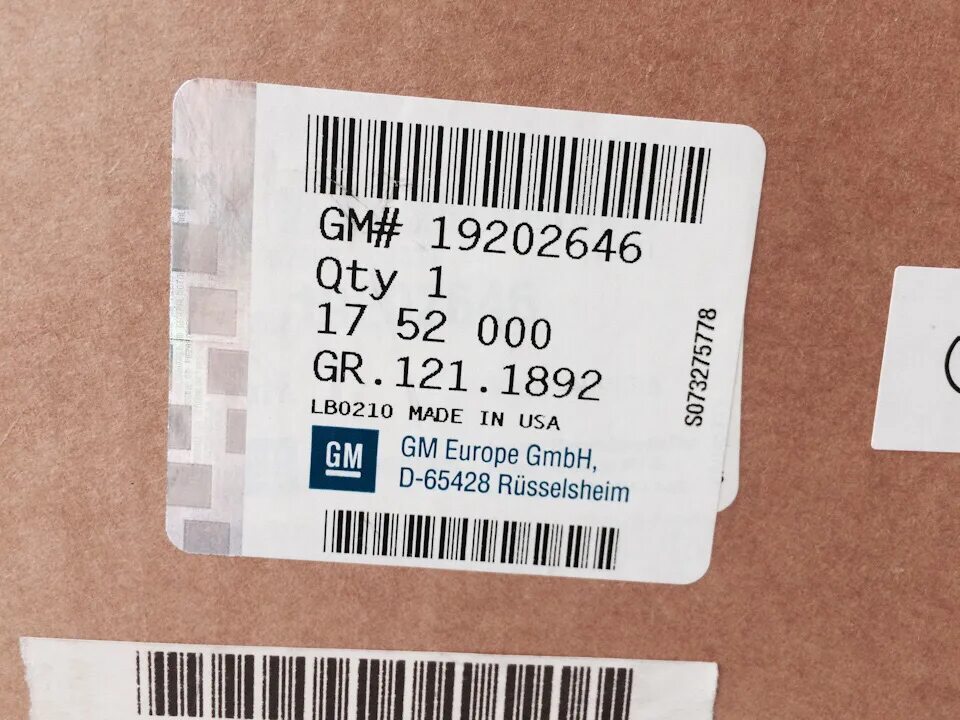 GM# 19202646
Qty 1
17 52 000
GR.121.1892
LB0210 MADE IN USA
GM
GM Europe GmbH,
D-65428 Rüsselsheim
S073275778